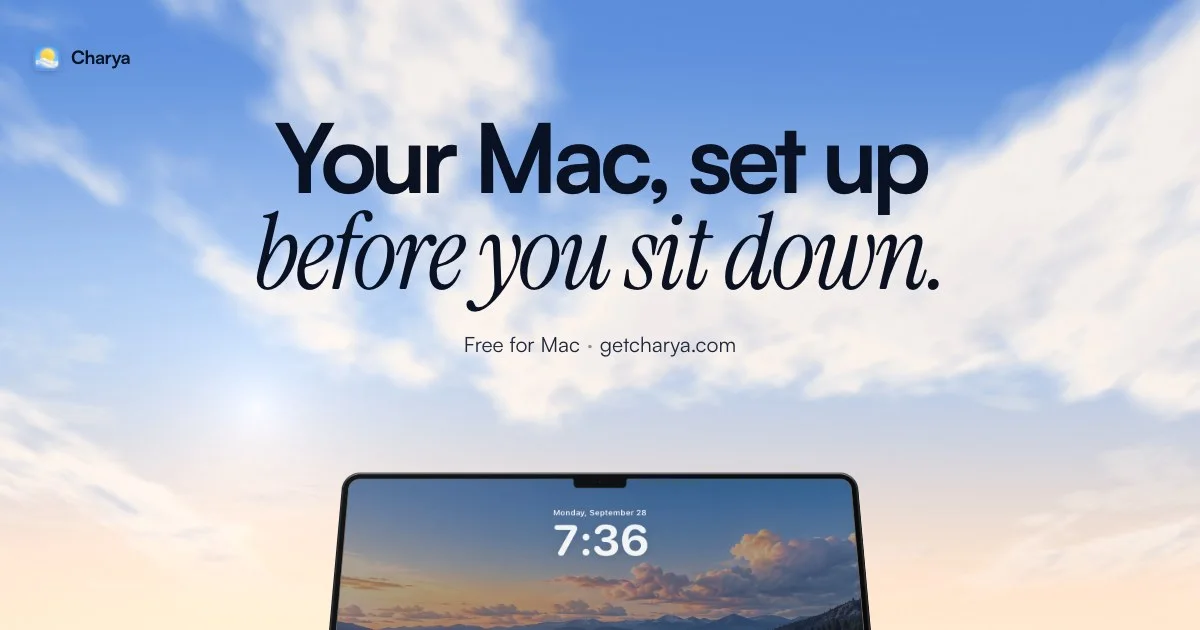 Charya
Your Mac, set up
before you sit down.
Free for Mac · getcharya.com
Monday, September 28
7:36